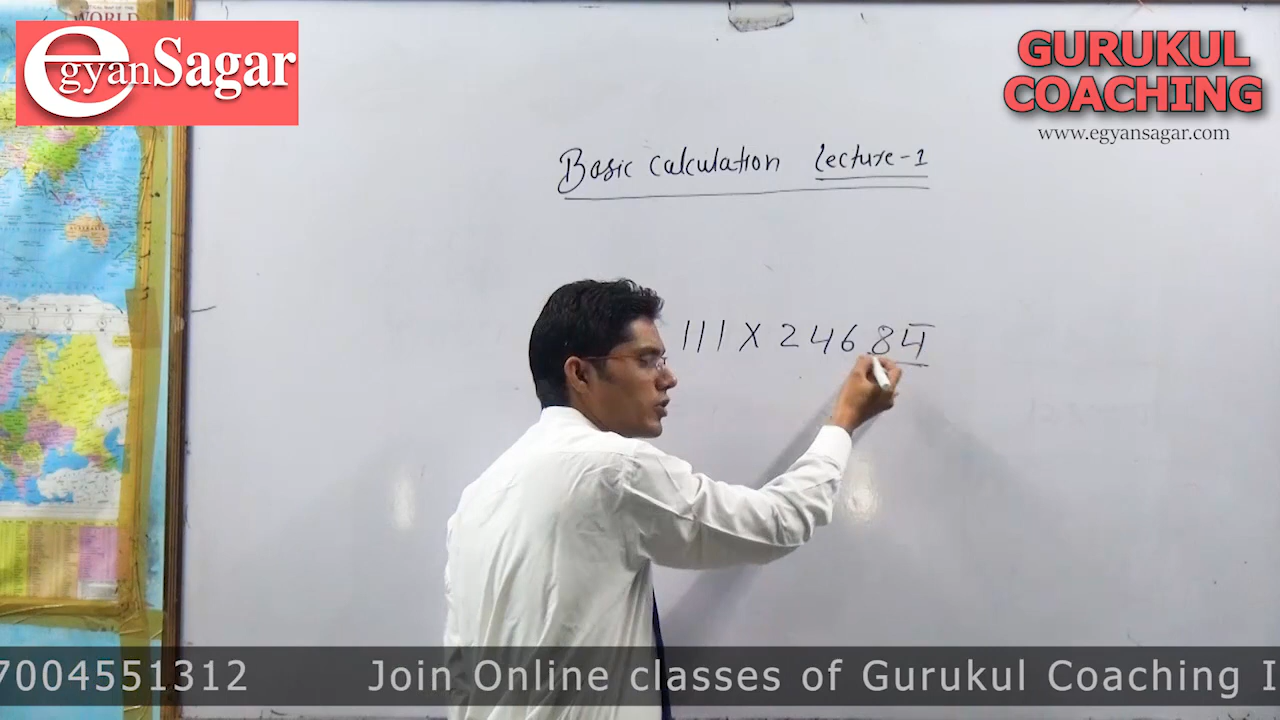 WORLD
egyanSagar
GURUKUL
COACHING
www.egyansagar.com
Basic calculation lecture-1
111 X 24684
7004551312 Join Online classes of Gurukul Coaching I